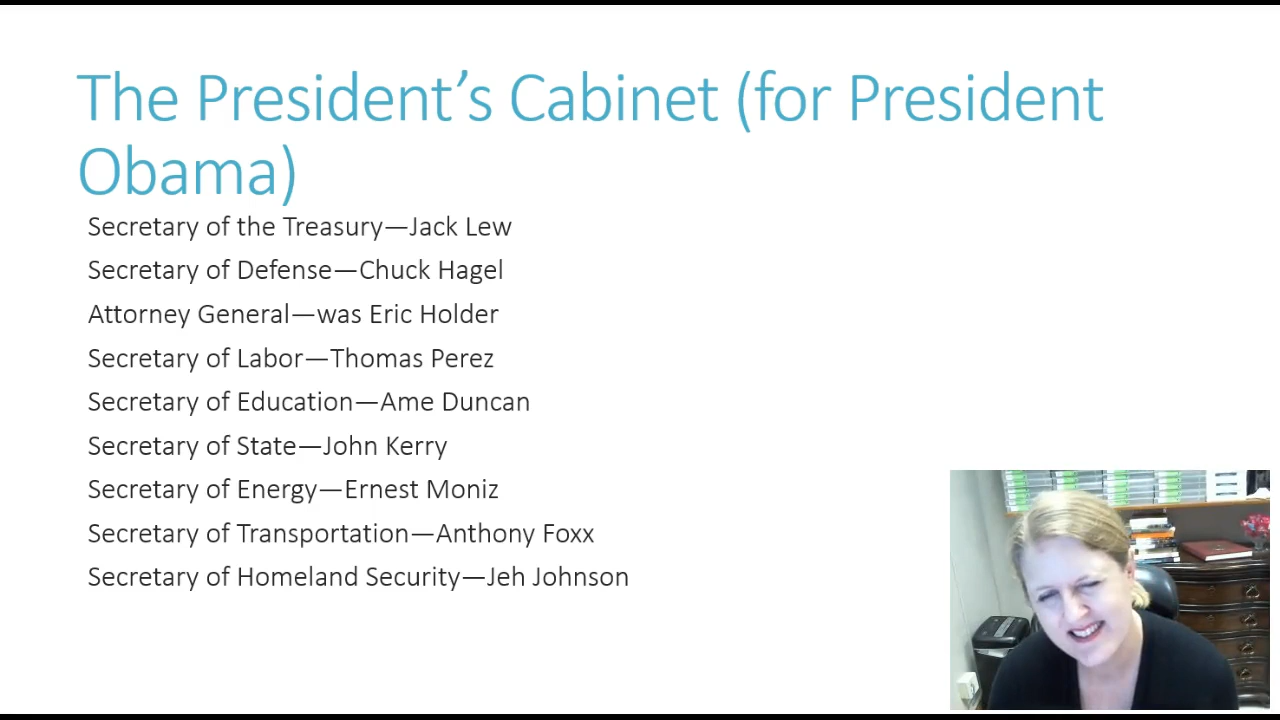 The President’s Cabinet (for President
Obama)
Secretary of the Treasury—Jack Lew
Secretary of Defense—Chuck Hagel
Attorney General—was Eric Holder
Secretary of Labor—Thomas Perez
Secretary of Education—Ame Duncan
Secretary of State—John Kerry
Secretary of Energy—Ernest Moniz
Secretary of Transportation—Anthony Foxx
Secretary of Homeland Security—Jeh Johnson